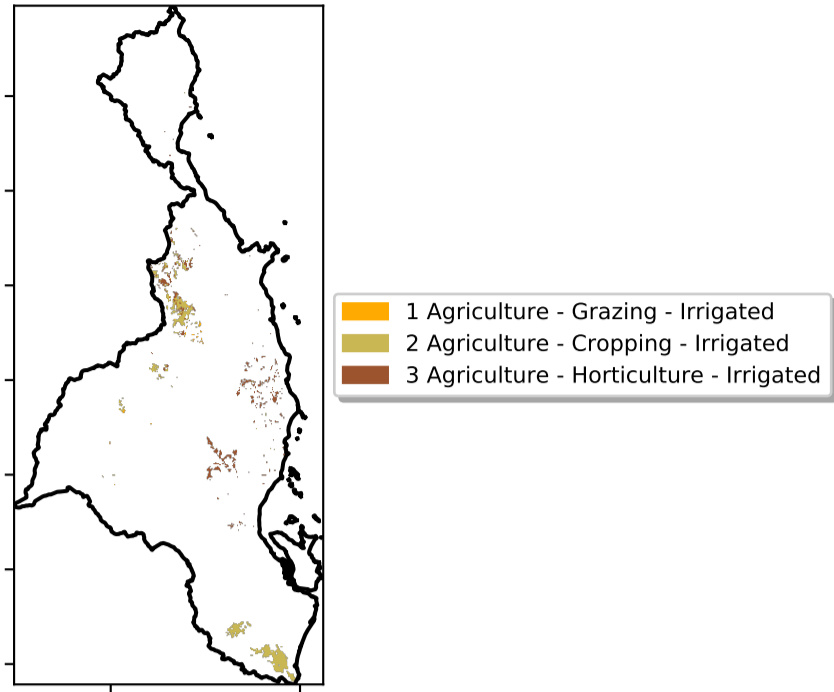 1 Agriculture - Grazing - Irrigated
2 Agriculture - Cropping - Irrigated
3 Agriculture - Horticulture - Irrigated